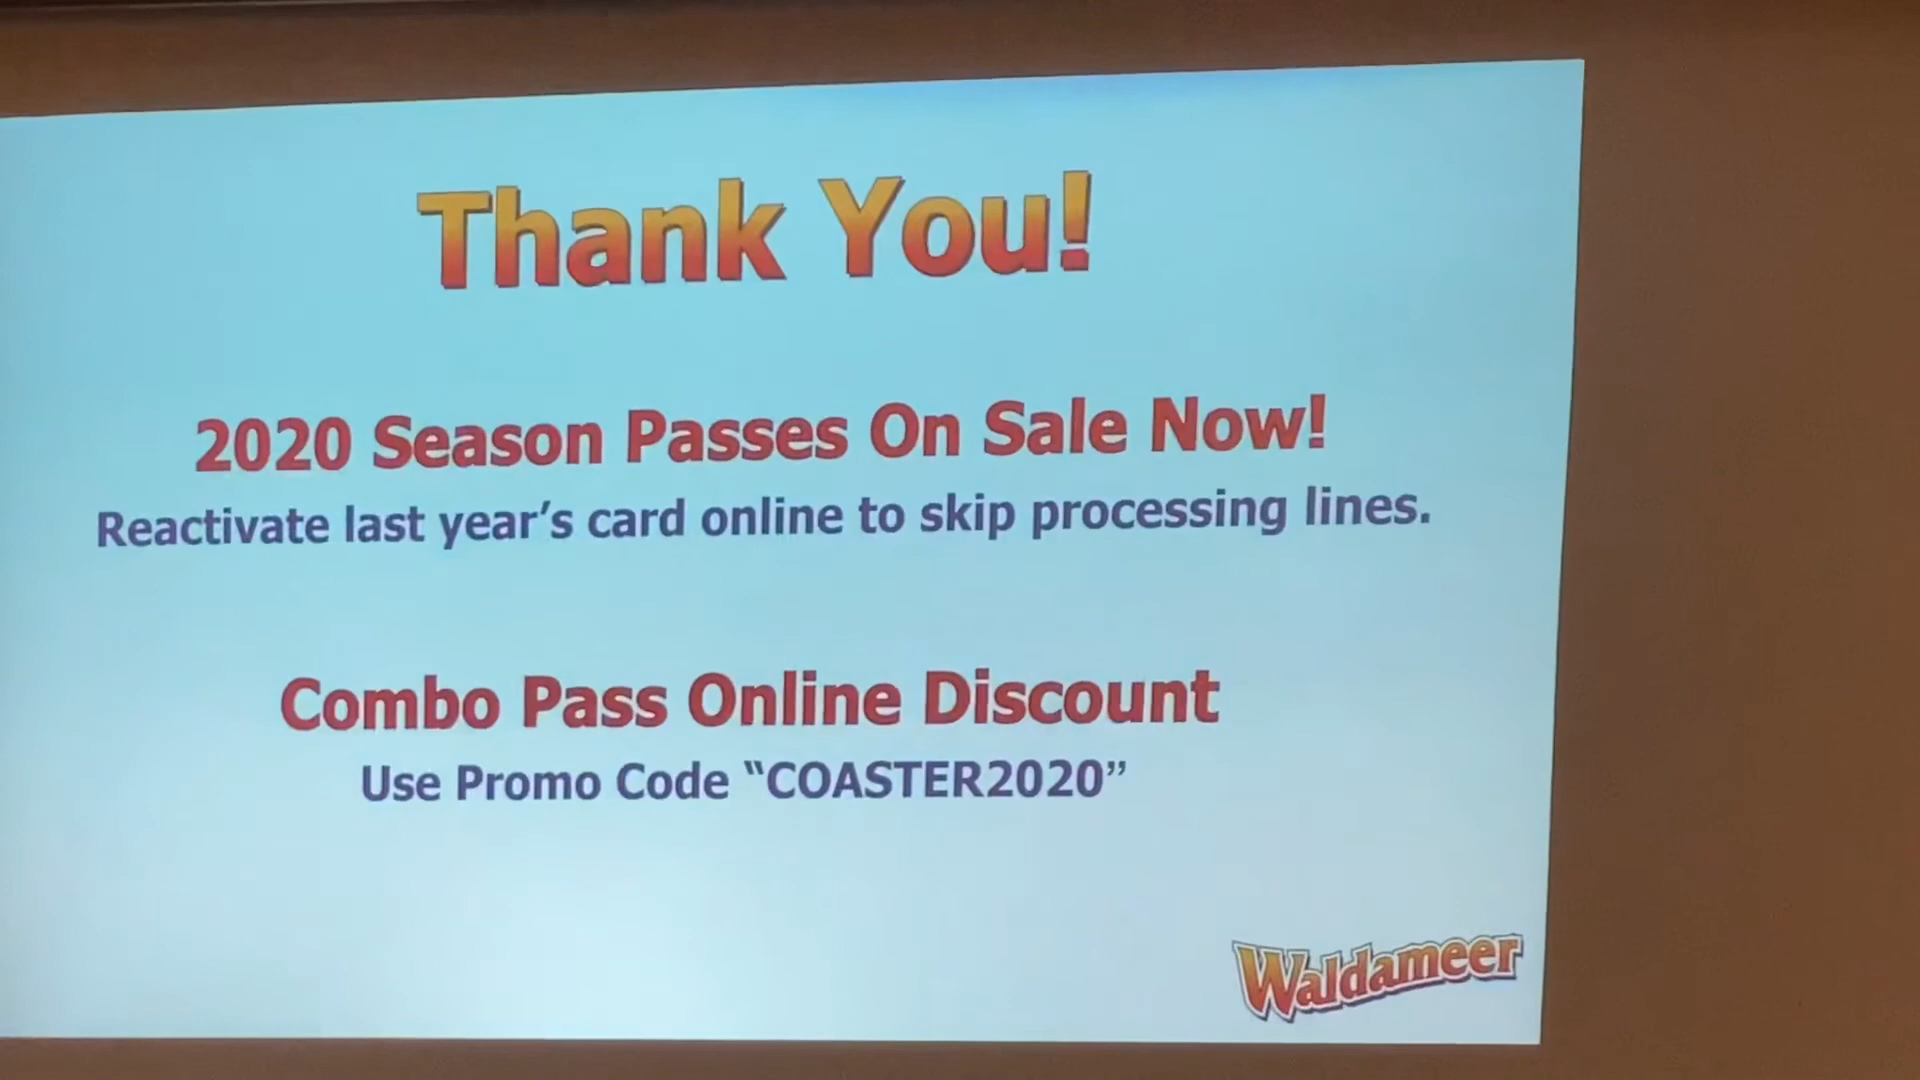 Thank You!
2020 Season Passes On Sale Now!
Reactivate last year’s card online to skip processing lines.
Combo Pass Online Discount
Use Promo Code “COASTER2020”
Waldameer